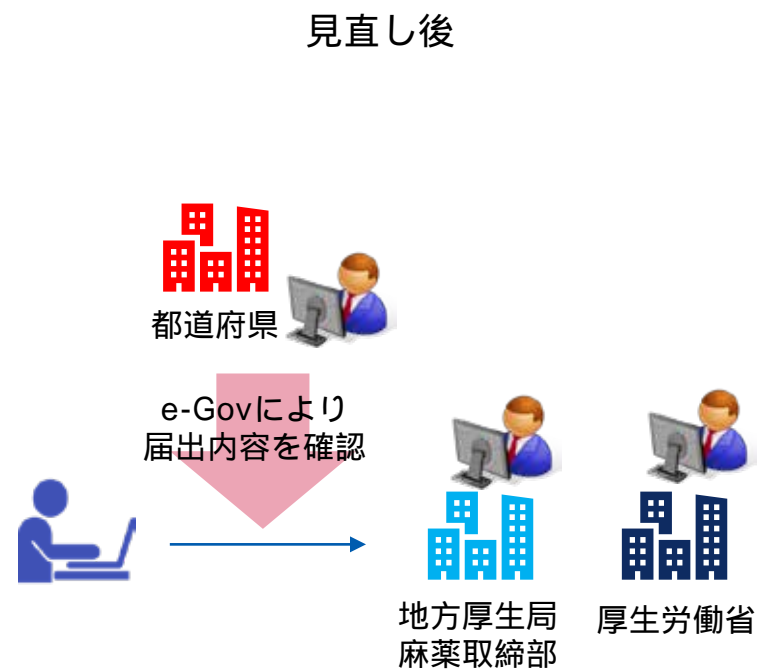 見直し後
都道府県
e-Govにより
届出内容を確認
地方厚生局
麻薬取締部
厚生労働省